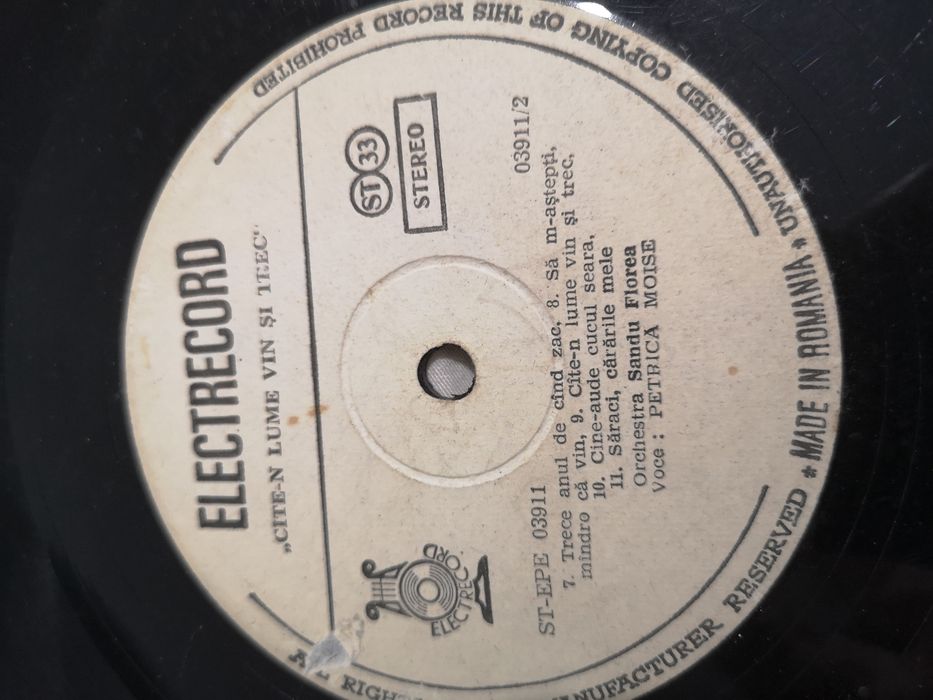 ELECTRECORD
„CITE-N LUME VIN ȘI TREC"
ST 33
STEREO
ELECTRECORD
ST-EPE 03911
03911/2
7. Trece anul de cînd zac, 8. Să m-aștepți,
mîndro că vin, 9. Cîte-n lume vin și trec,
10. Cine-aude cucul seara,
11. Săraci, cărările mele
Orchestra Sandu Florea
Voce : PETRICĂ MOISE
MANUFACTURER RESERVED * MADE IN ROMANIA * UNAUTHORISED COPYING OF THIS RECORD PROHIBITED